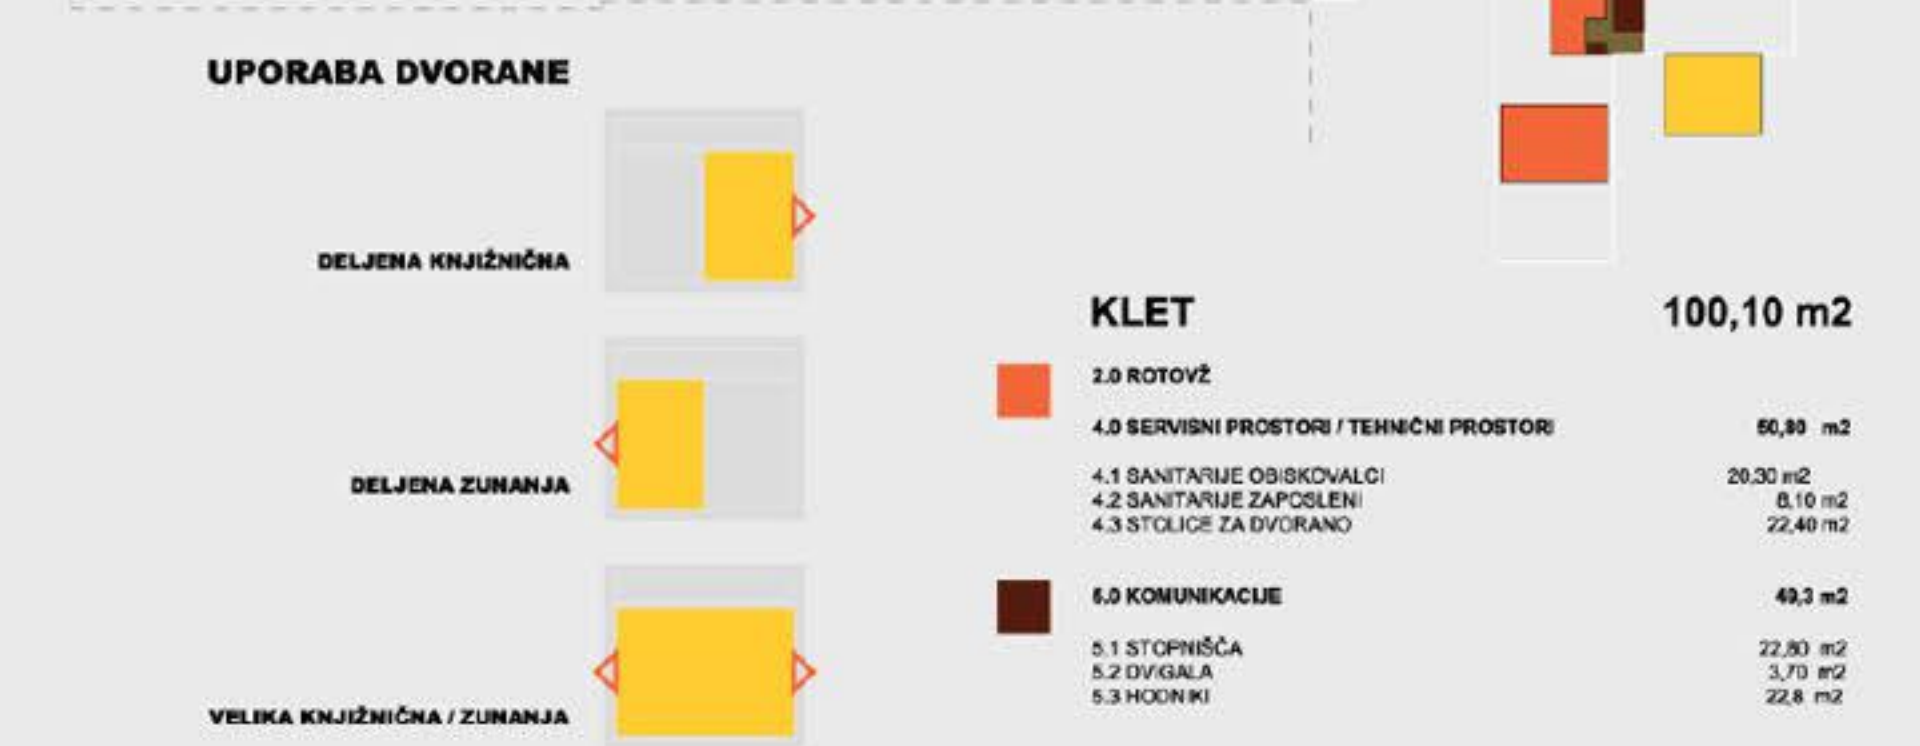 UPORABA DVORANE
DELJENA KNJIŽNIČNA
DELJENA ZUNANJA
VELIKA KNJIŽNIČNA / ZUNANJA
KLET 100,10 m2
2.0 ROTOVŽ
4.0 SERVISNI PROSTORI / TEHNIČNI PROSTORI 50,80 m2
4.1 SANITARIJE OBISKOVALCI 20,30 m2
4.2 SANITARIJE ZAPOSLENI 8,10 m2
4.3 STOLICE ZA DVORANO 22,40 m2
5.0 KOMUNIKACIJE 49,3 m2
5.1 STOPNIŠČA 22,80 m2
5.2 DVIGALA 3,70 m2
5.3 HODNIKI 22,8 m2